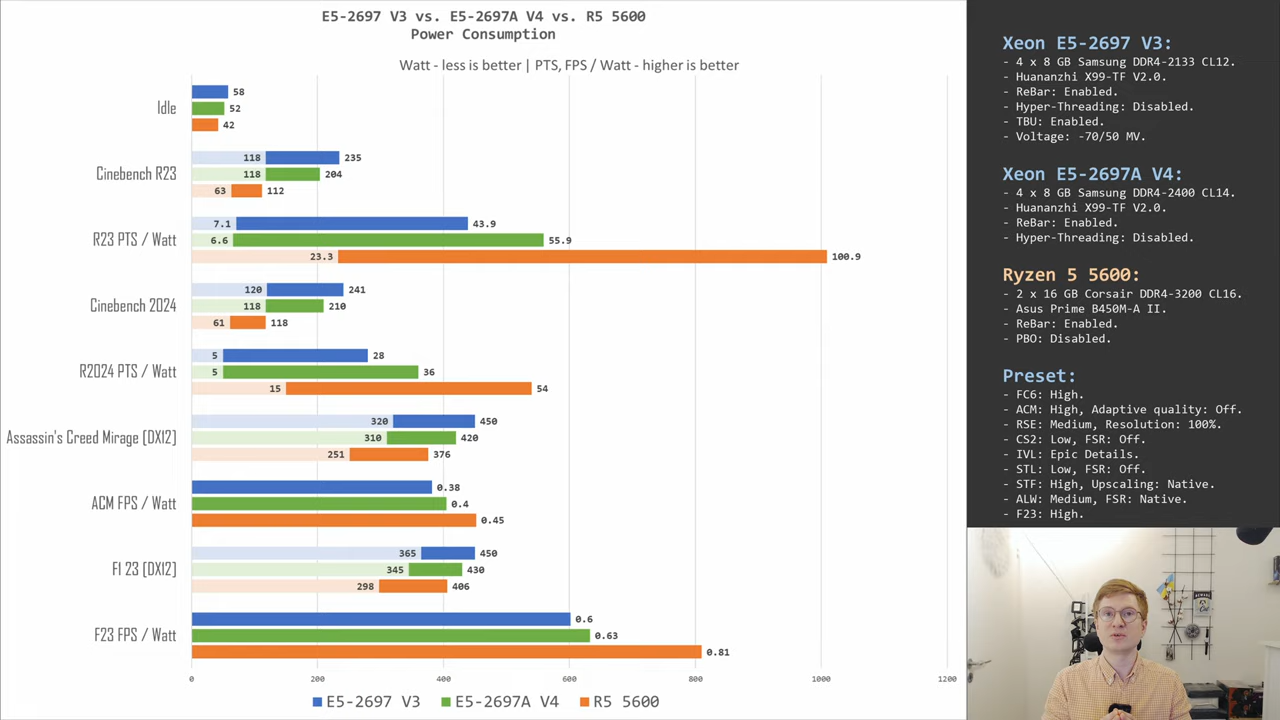 E5-2697 V3 vs. E5-2697A V4 vs. R5 5600
Power Consumption
Watt - less is better | PTS, FPS / Watt - higher is better
Idle
58
52
42
Cinebench R23
118 235
118 204
63 112
R23 PTS / Watt
7.1 43.9
6.6 55.9
23.3 100.9
Cinebench 2024
120 241
118 210
61 118
R2024 PTS / Watt
5 28
5 36
15 54
Assassin's Creed Mirage [DX12]
320 450
310 420
251 376
ACM FPS / Watt
0.38
0.4
0.45
F1 23 [DX12]
365 450
345 430
298 406
F23 FPS / Watt
0.6
0.63
0.81
0 200 400 600 800 1000 1200
E5-2697 V3 E5-2697A V4 R5 5600
Xeon E5-2697 V3:
- 4 x 8 GB Samsung DDR4-2133 CL12.
- Huananzhi X99-TF V2.0.
- ReBar: Enabled.
- Hyper-Threading: Disabled.
- TBU: Enabled.
- Voltage: -70/50 MV.
Xeon E5-2697A V4:
- 4 x 8 GB Samsung DDR4-2400 CL14.
- Huananzhi X99-TF V2.0.
- ReBar: Enabled.
- Hyper-Threading: Disabled.
Ryzen 5 5600:
- 2 x 16 GB Corsair DDR4-3200 CL16.
- Asus Prime B450M-A II.
- ReBar: Enabled.
- PBO: Disabled.
Preset:
- FC6: High.
- ACM: High, Adaptive quality: Off.
- RSE: Medium, Resolution: 100%.
- CS2: Low, FSR: Off.
- IVL: Epic Details.
- STL: Low, FSR: Off.
- STF: High, Upscaling: Native.
- ALW: Medium, FSR: Native.
- F23: High.